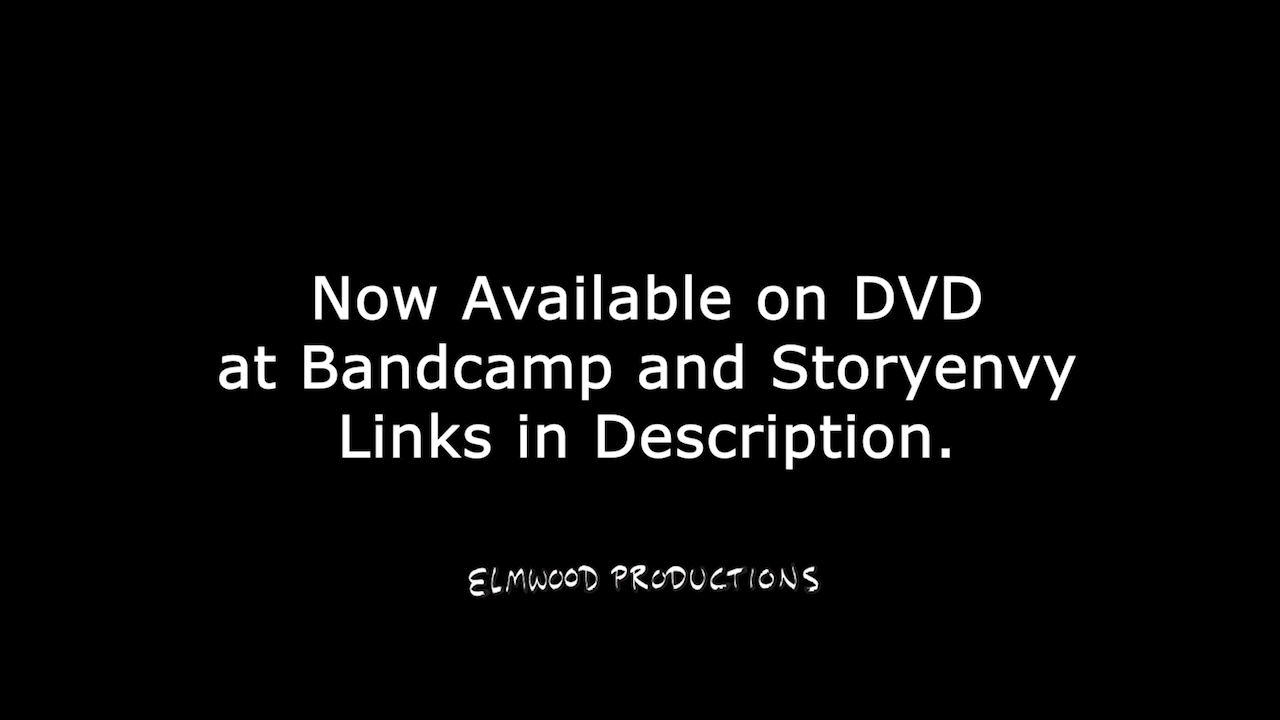 Now Available on DVD
at Bandcamp and Storyenvy
Links in Description.
ELMWOOD PRODUCTIONS